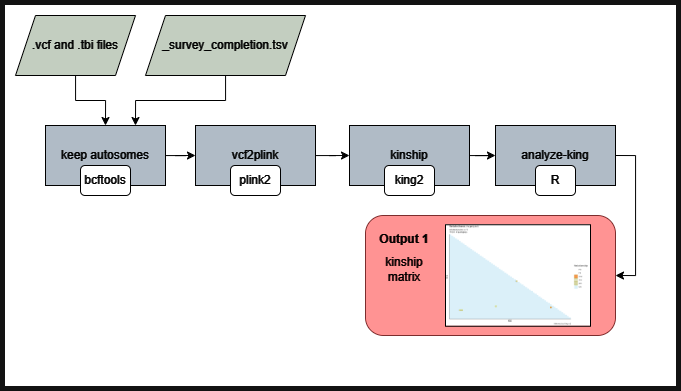 .vcf and .tbi files
_survey_completion.tsv
keep autosomes
bcftools
vcf2plink
plink2
kinship
king2
analyze-king
R
Output 1
kinship
matrix